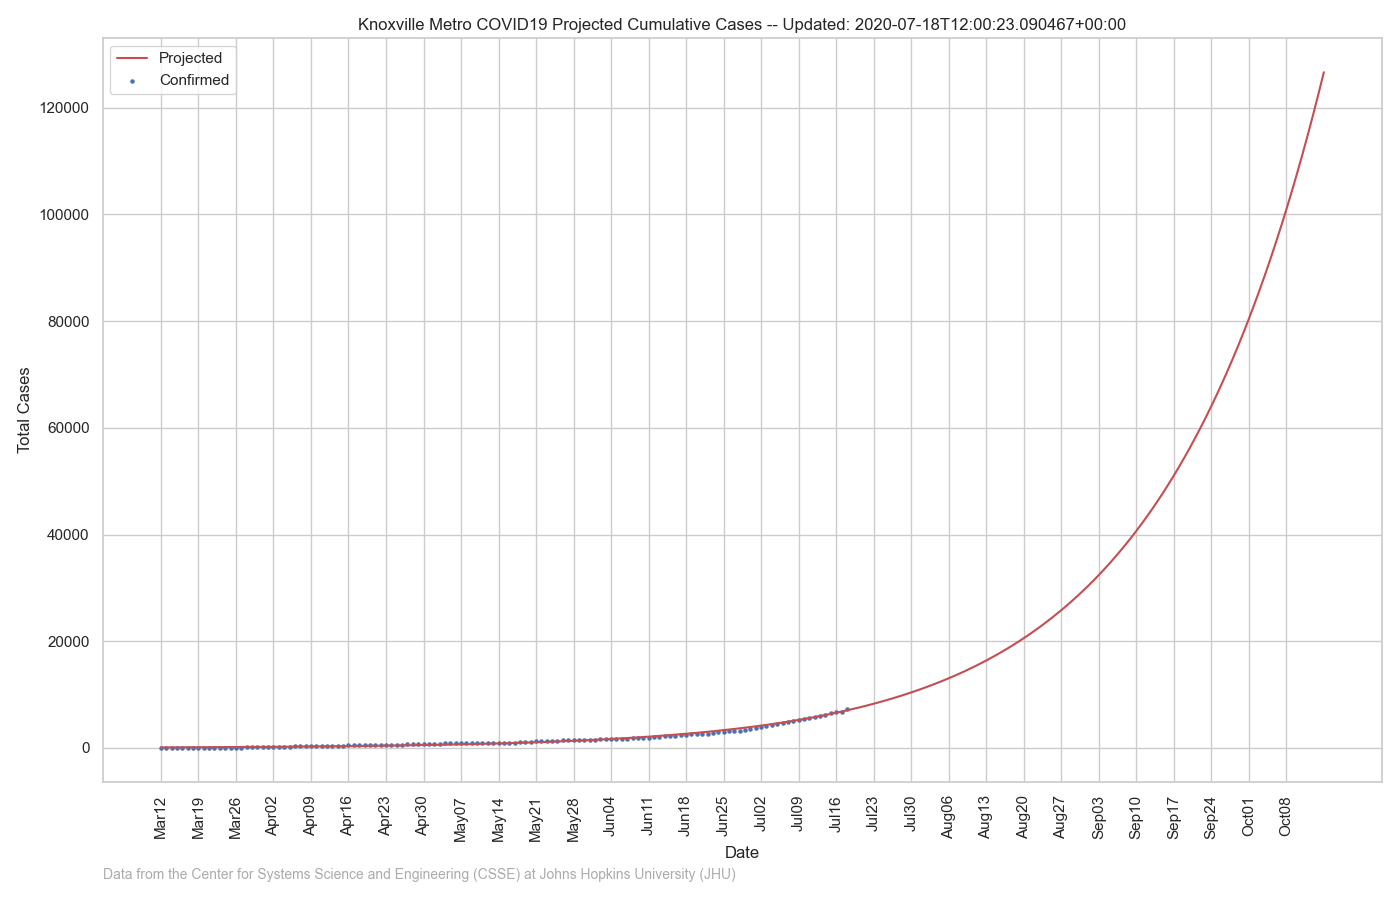 Knoxville Metro COVID19 Projected Cumulative Cases -- Updated: 2020-07-18T12:00:23.090467+00:00
Projected
Confirmed
120000
100000
80000
60000
40000
20000
0
Total Cases
Mar12
Mar19
Mar26
Apr02
Apr09
Apr16
Apr23
Apr30
May07
May14
May21
May28
Jun04
Jun11
Jun18
Jun25
Jul02
Jul09
Jul16
Jul23
Jul30
Aug06
Aug13
Aug20
Aug27
Sep03
Sep10
Sep17
Sep24
Oct01
Oct08
Date
Data from the Center for Systems Science and Engineering (CSSE) at Johns Hopkins University (JHU)